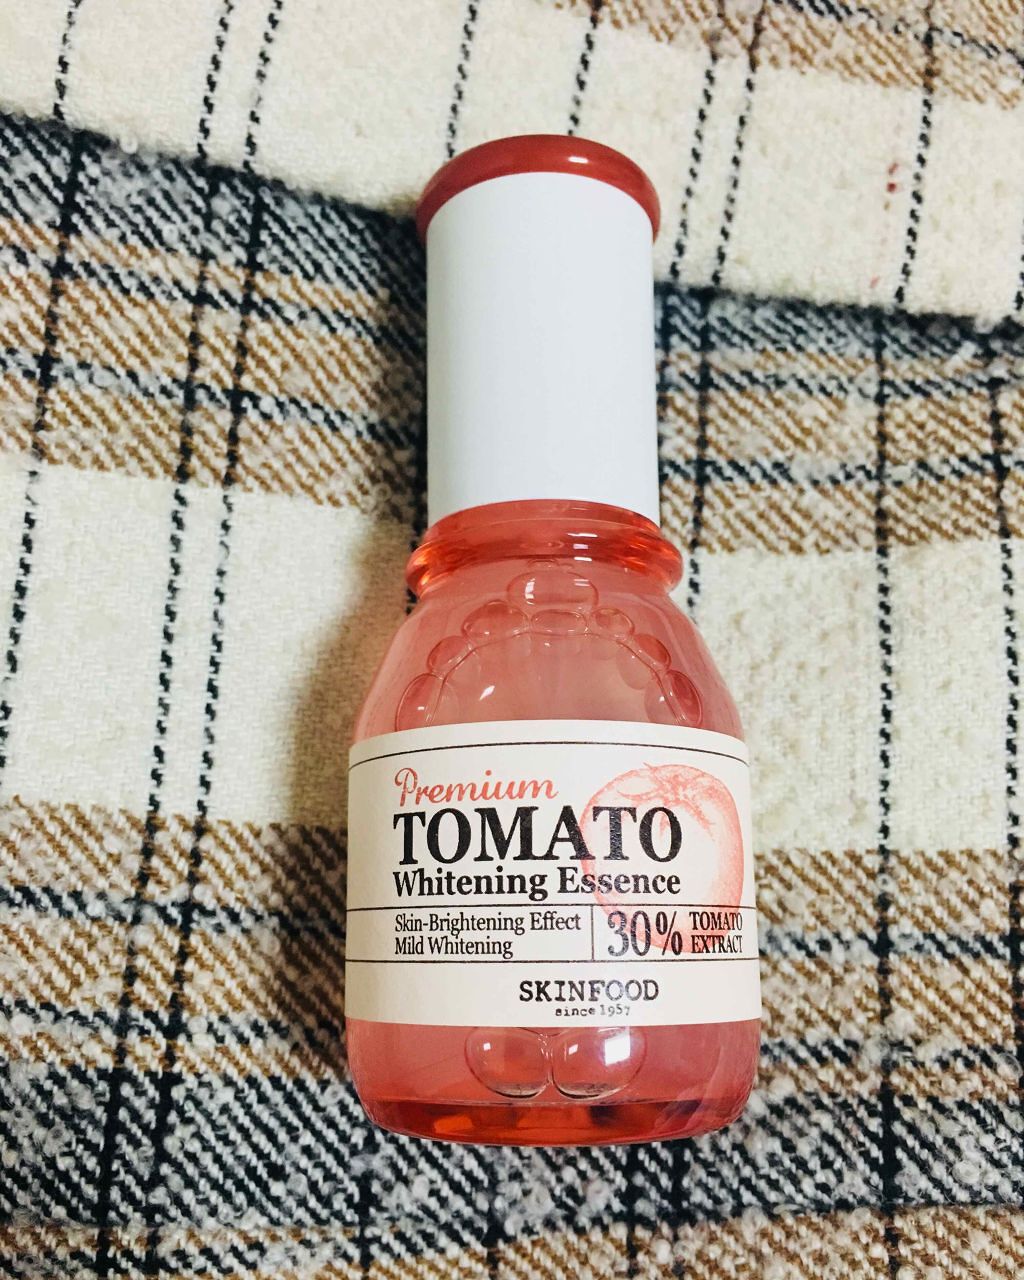 Premium
TOMATO
Whitening Essence
Skin-Brightening Effect
Mild Whitening
30% TOMATO
EXTRACT
SKINFOOD
since 1957